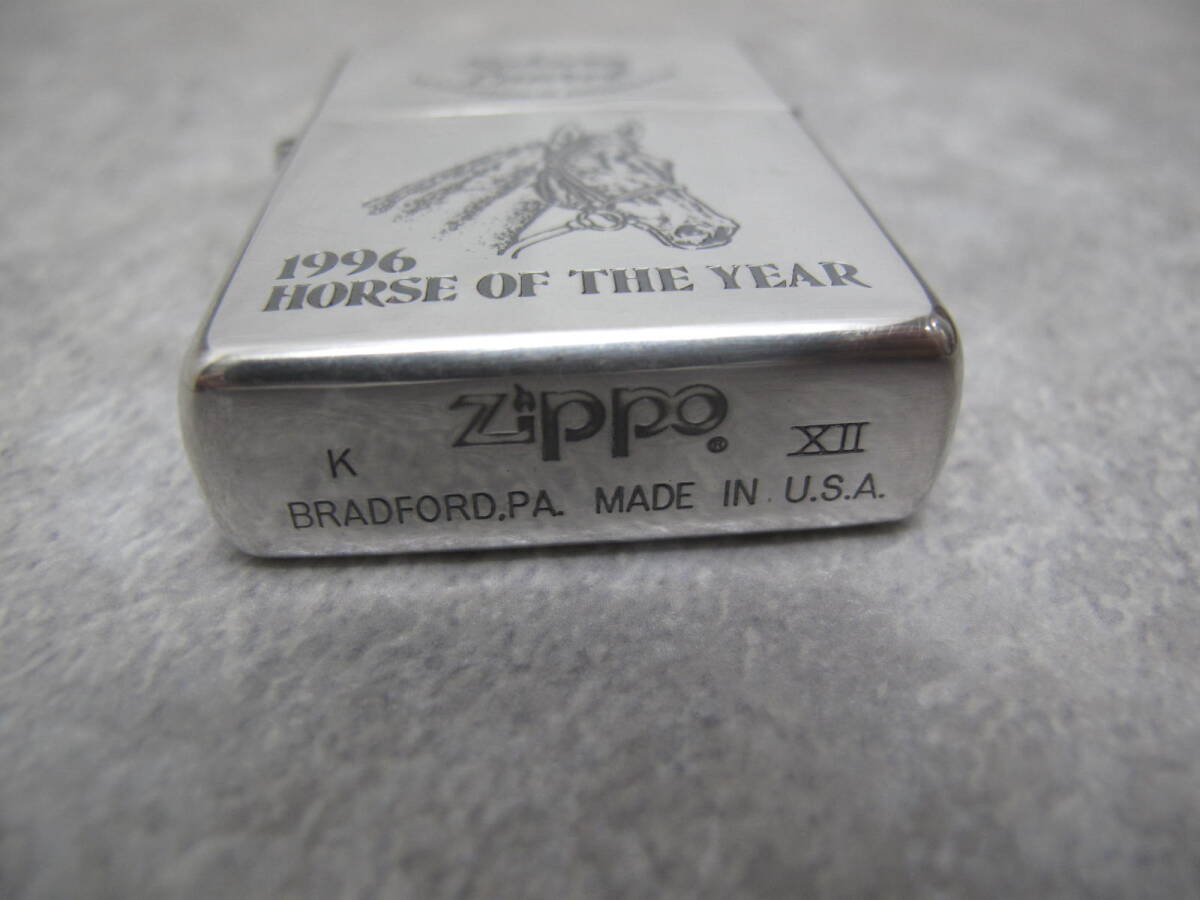 1996
HORSE OF THE YEAR
Zippo ®
K XII
BRADFORD,PA. MADE IN U.S.A.